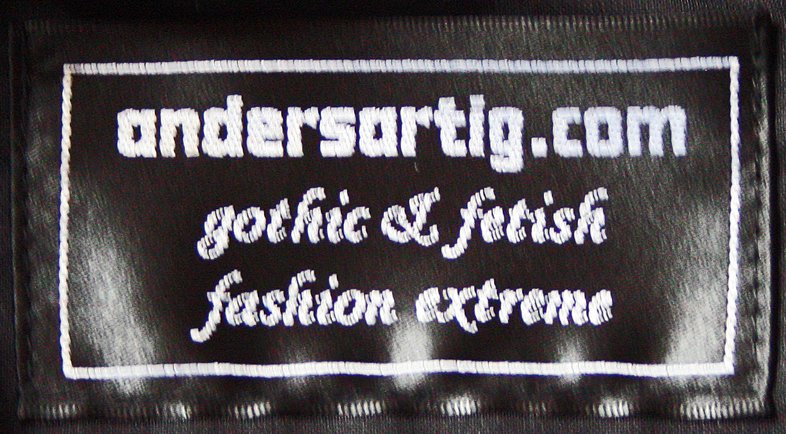 andersartig.com
gothic & fetish
fashion extreme